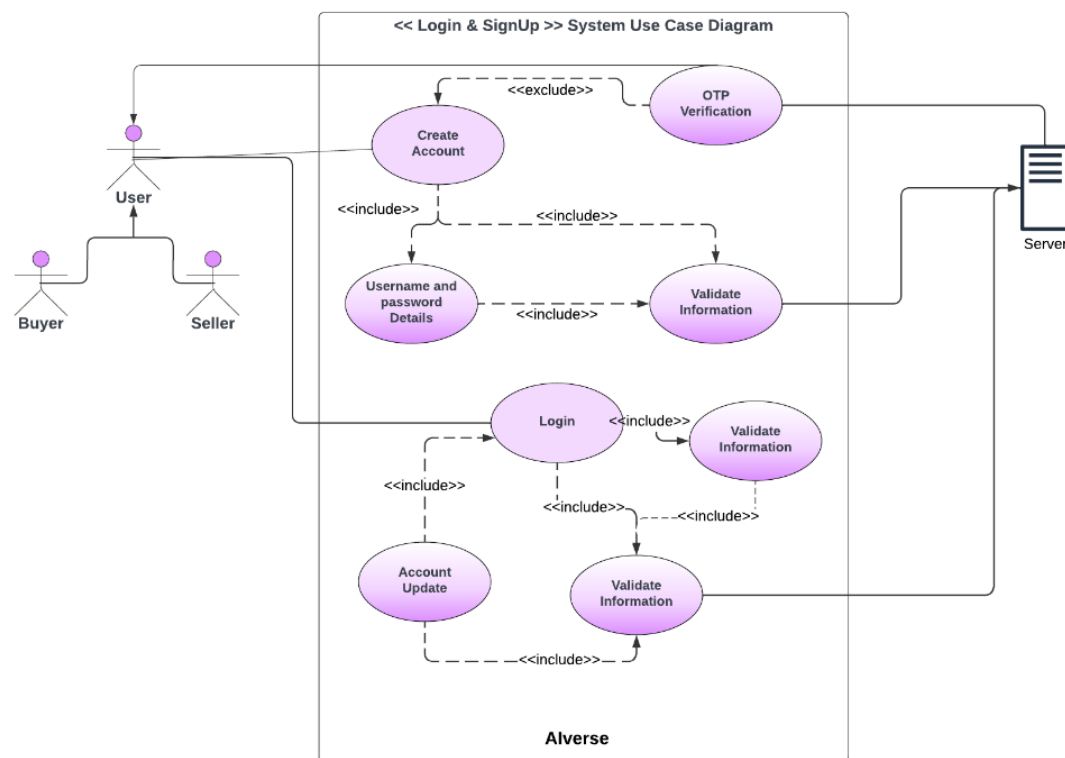 << Login & SignUp >> System Use Case Diagram
<<exclude>>
OTP
Verification
Create
Account
User
<<include>>
<<include>>
Server
Buyer
Seller
Username and
password
Details
<<include>>
Validate
Information
Login
<<include>>
Validate
Information
<<include>>
<<include>>
<<include>>
Account
Update
Validate
Information
<<include>>
AIverse